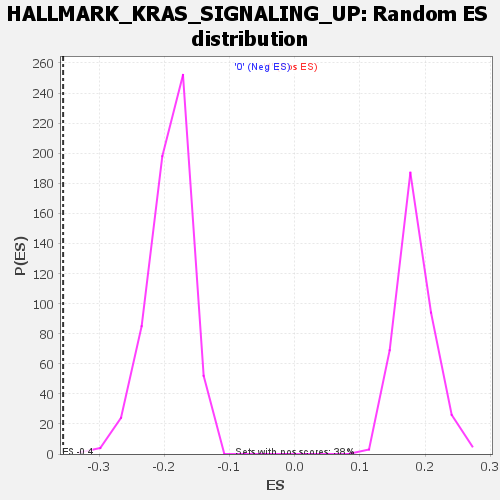 HALLMARK_KRAS_SIGNALING_UP: Random ES
distribution
'0' (Neg ES)
os ES)
260
240
220
200
180
160
140
120
100
80
60
40
20
0
P(ES)
ES -0.4
Sets with pos scores: 38%
-0.3
-0.2
-0.1
0.0
0.1
0.2
0.3
ES